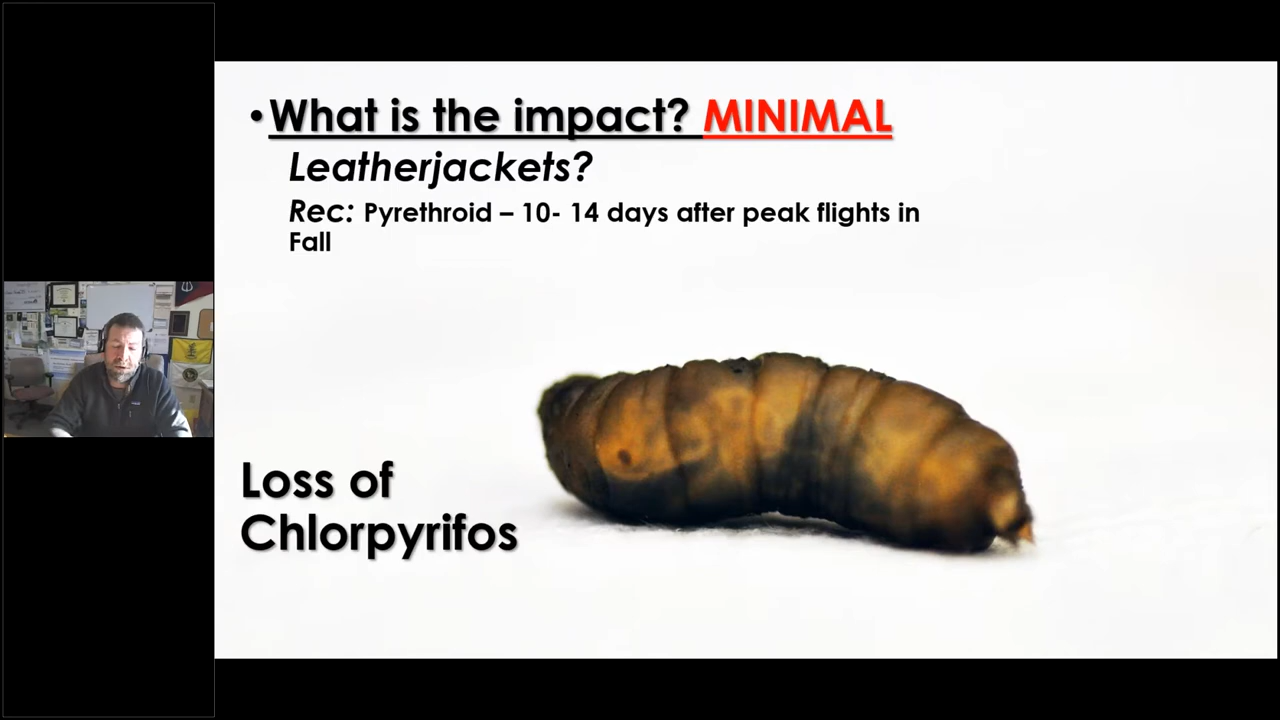 •What is the impact? MINIMAL
Leatherjackets?
Rec: Pyrethroid – 10- 14 days after peak flights in
Fall
Loss of
Chlorpyrifos